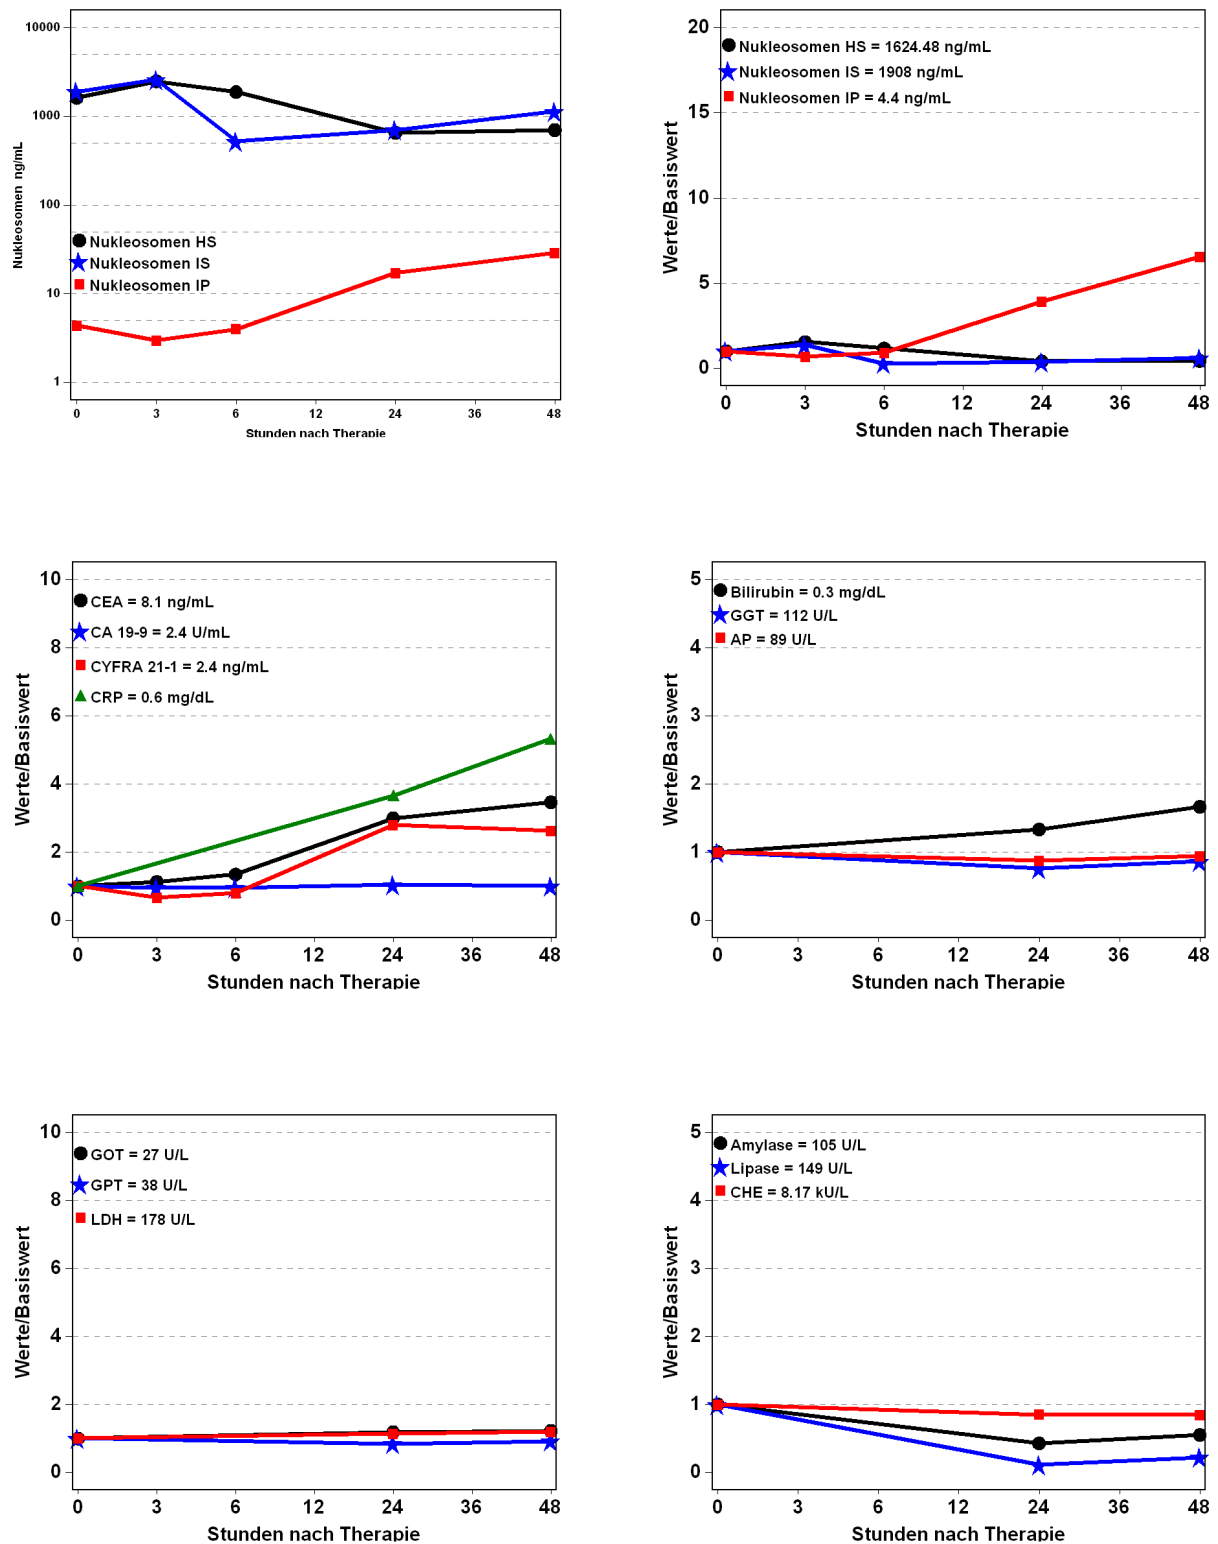 10000
1000
100
10
1
Nukleosomen ng/mL
Nukleosomen HS
Nukleosomen IS
Nukleosomen IP
0 3 6 12 24 36 48
Stunden nach Therapie
20
15
10
5
0
Werte/Basiswert
Nukleosomen HS = 1624.48 ng/mL
Nukleosomen IS = 1908 ng/mL
Nukleosomen IP = 4.4 ng/mL
0 3 6 12 24 36 48
Stunden nach Therapie
10
8
6
4
2
0
Werte/Basiswert
CEA = 8.1 ng/mL
CA 19-9 = 2.4 U/mL
CYFRA 21-1 = 2.4 ng/mL
CRP = 0.6 mg/dL
0 3 6 12 24 36 48
Stunden nach Therapie
5
4
3
2
1
0
Werte/Basiswert
Bilirubin = 0.3 mg/dL
GGT = 112 U/L
AP = 89 U/L
0 3 6 12 24 36 48
Stunden nach Therapie
10
8
6
4
2
0
Werte/Basiswert
GOT = 27 U/L
GPT = 38 U/L
LDH = 178 U/L
0 3 6 12 24 36 48
Stunden nach Therapie
5
4
3
2
1
0
Werte/Basiswert
Amylase = 105 U/L
Lipase = 149 U/L
CHE = 8.17 kU/L
0 3 6 12 24 36 48
Stunden nach Therapie